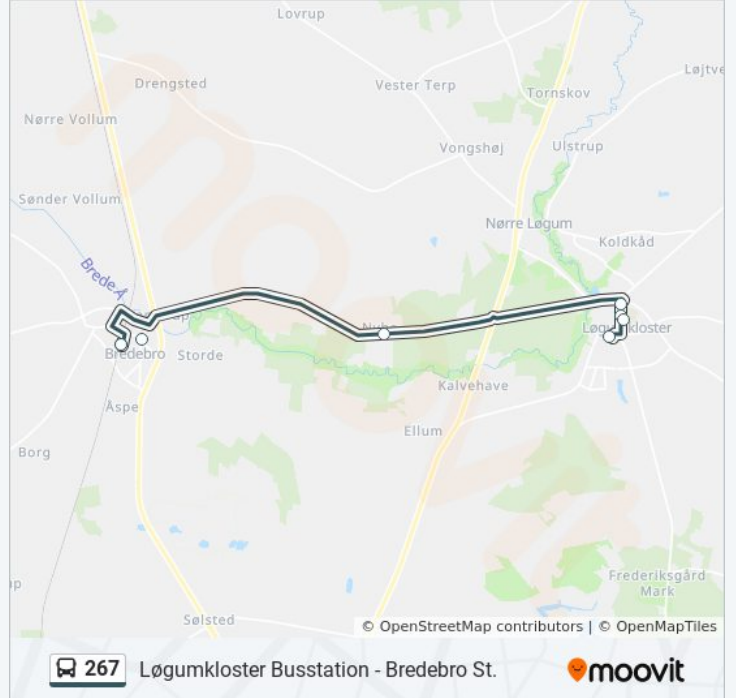 Lovrup
Løjtve
Drengsted
Vester Terp
Tornskov
Nørre Vollum
Vongshøj
Ulstrup
Sønder Vollum
Nørre Løgum
Koldkåd
Brede Å
Løgumkloster
Bredebro
Storde
Kalvehave
Åspe
Ellum
Borg
Frederiksgård
Mark
Sølsted
© OpenStreetMap contributors | © OpenMapTiles
267 Løgumkloster Busstation - Bredebro St.
moovit